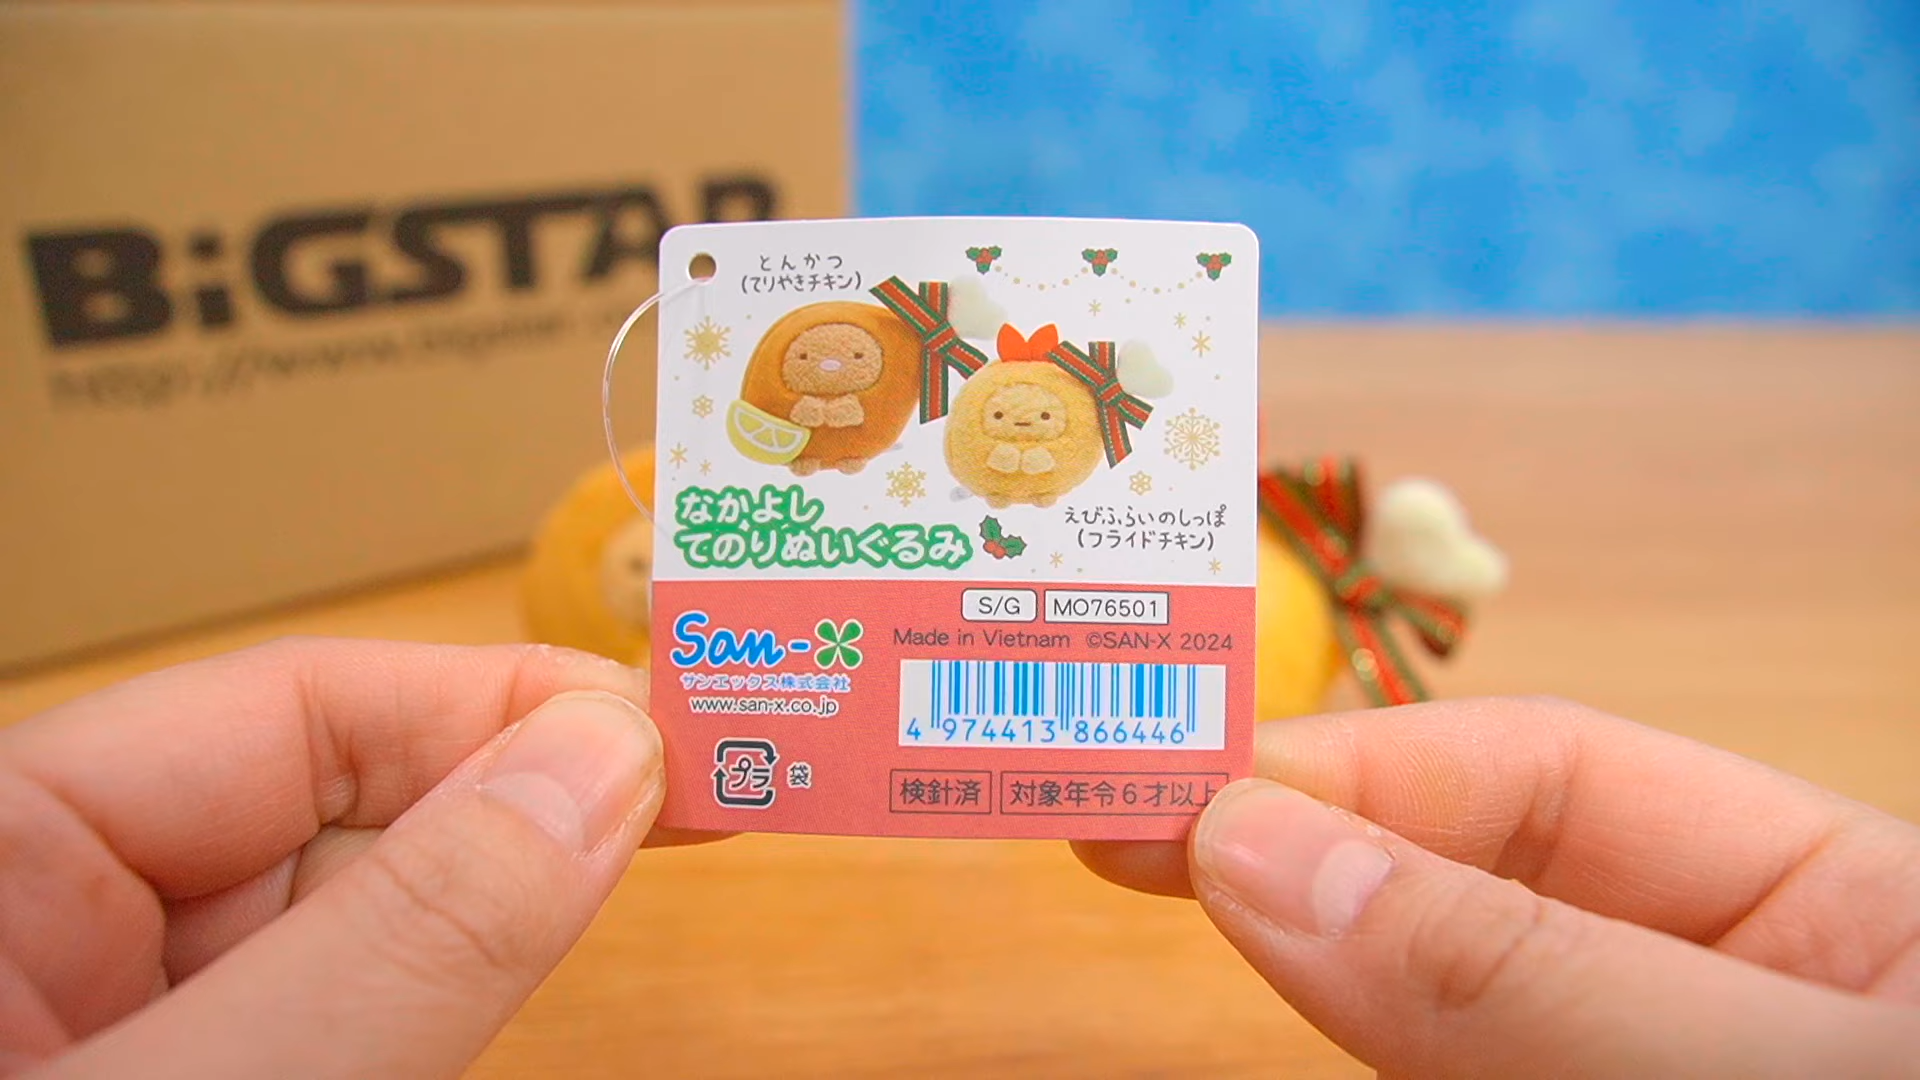 BiGSTAR
http://www.bigstar
とんかつ
(てりやきチキン)
えびふらいのしっぽ
(フライドチキン)
なかよし
てのりぬいぐるみ
S/G MO76501
Made in Vietnam ©SAN-X 2024
San-X
サンエックス株式会社
www.san-x.co.jp
4 974413 866446
プラ 袋
検針済 対象年令6才以上